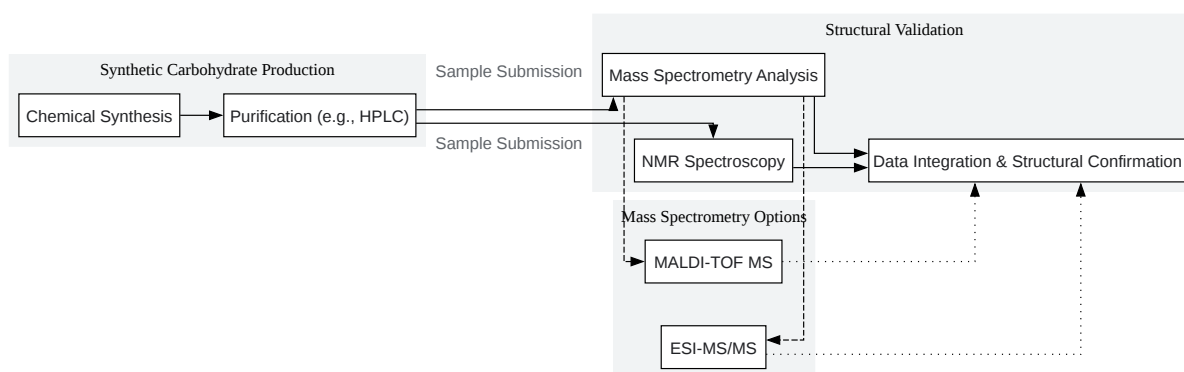 Structural Validation
Synthetic Carbohydrate Production
Sample Submission
Mass Spectrometry Analysis
Chemical Synthesis
Purification (e.g., HPLC)
Sample Submission
NMR Spectroscopy
Data Integration & Structural Confirmation
Mass Spectrometry Options
MALDI-TOF MS
ESI-MS/MS